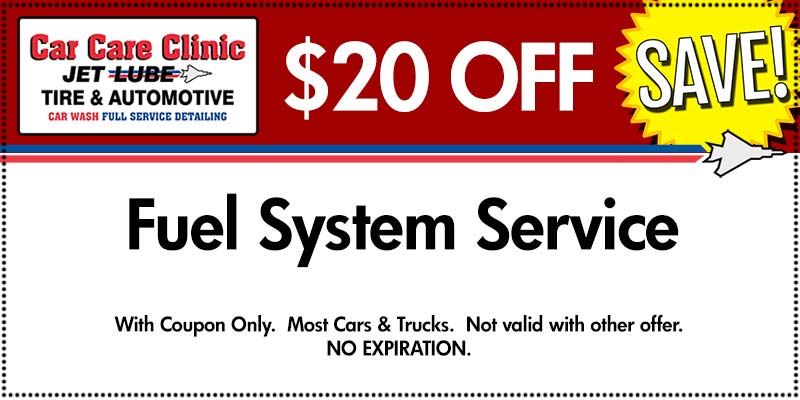 Car Care Clinic
JET LUBE
TIRE & AUTOMOTIVE
CAR WASH FULL SERVICE DETAILING
$20 OFF
SAVE!
Fuel System Service
With Coupon Only. Most Cars & Trucks. Not valid with other offer.
NO EXPIRATION.